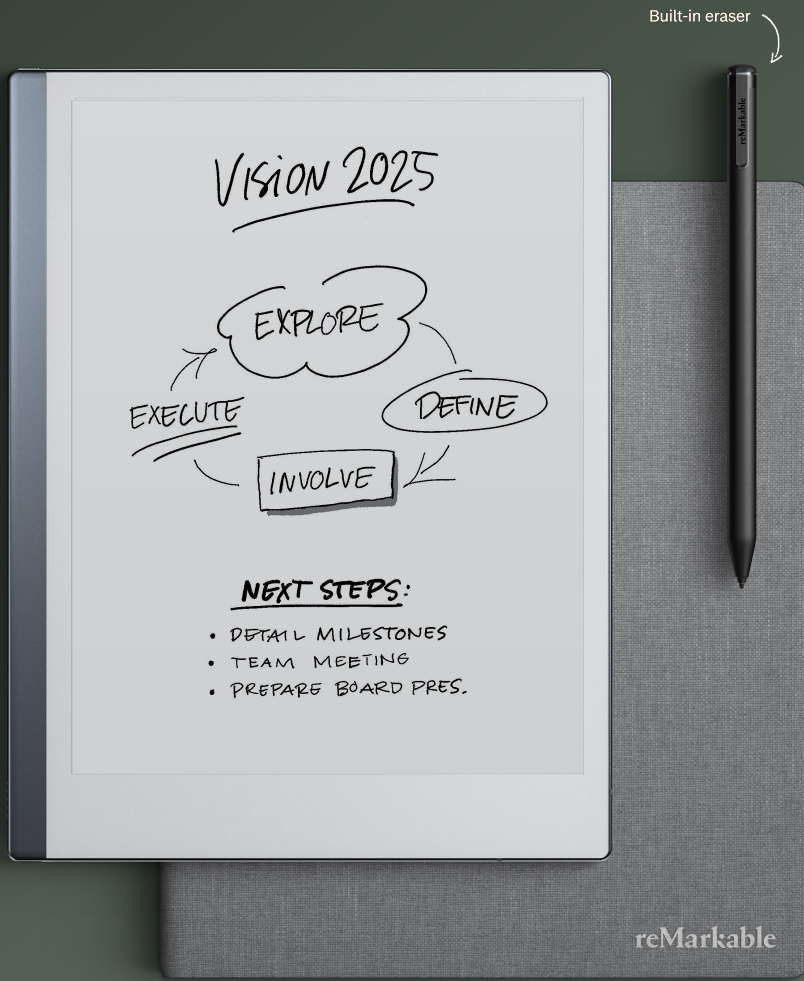 Built-in eraser
reMarkable
VISION 2025
EXPLORE
EXECUTE
DEFINE
INVOLVE
NEXT STEPS:
• DETAIL MILESTONES
• TEAM MEETING
• PREPARE BOARD PRES.
reMarkable